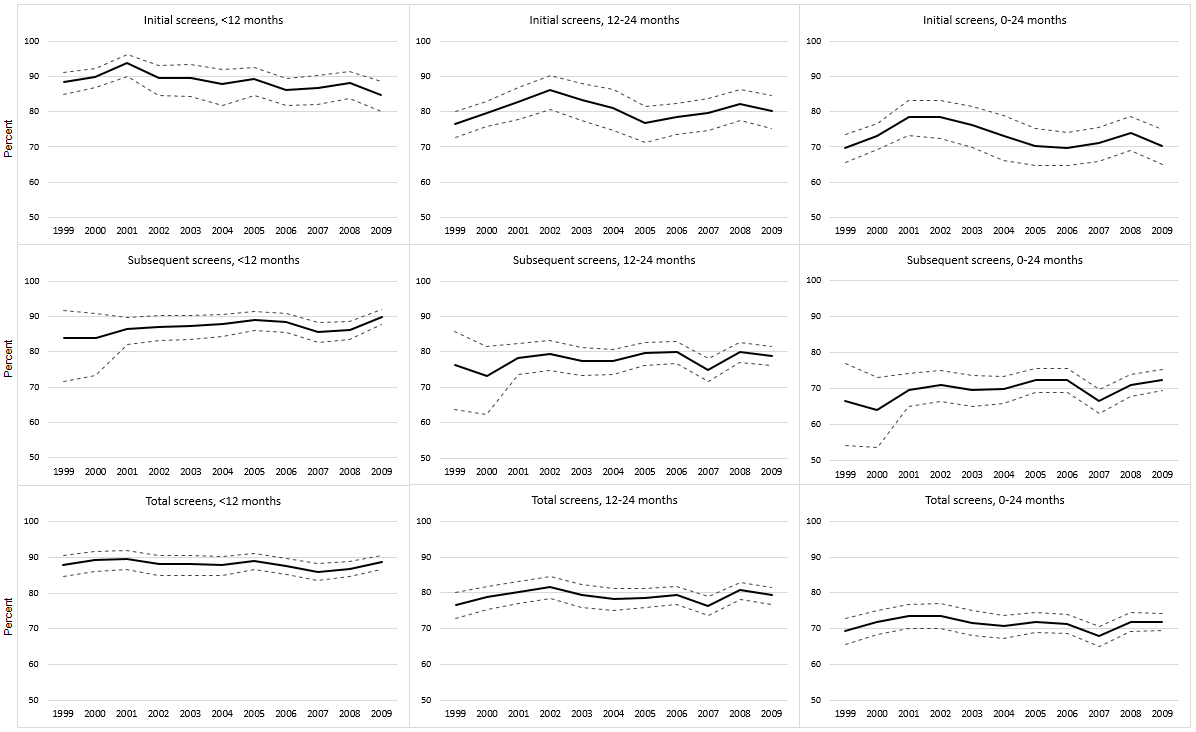 Initial screens, <12 months
Initial screens, 12-24 months
Initial screens, 0-24 months
Percent
100
90
80
70
60
50
1999 2000 2001 2002 2003 2004 2005 2006 2007 2008 2009
100
90
80
70
60
50
1999 2000 2001 2002 2003 2004 2005 2006 2007 2008 2009
100
90
80
70
60
50
1999 2000 2001 2002 2003 2004 2005 2006 2007 2008 2009
Subsequent screens, <12 months
Subsequent screens, 12-24 months
Subsequent screens, 0-24 months
Percent
100
90
80
70
60
50
1999 2000 2001 2002 2003 2004 2005 2006 2007 2008 2009
100
90
80
70
60
50
1999 2000 2001 2002 2003 2004 2005 2006 2007 2008 2009
100
90
80
70
60
50
1999 2000 2001 2002 2003 2004 2005 2006 2007 2008 2009
Total screens, <12 months
Total screens, 12-24 months
Total screens, 0-24 months
Percent
100
90
80
70
60
50
1999 2000 2001 2002 2003 2004 2005 2006 2007 2008 2009
100
90
80
70
60
50
1999 2000 2001 2002 2003 2004 2005 2006 2007 2008 2009
100
90
80
70
60
50
1999 2000 2001 2002 2003 2004 2005 2006 2007 2008 2009